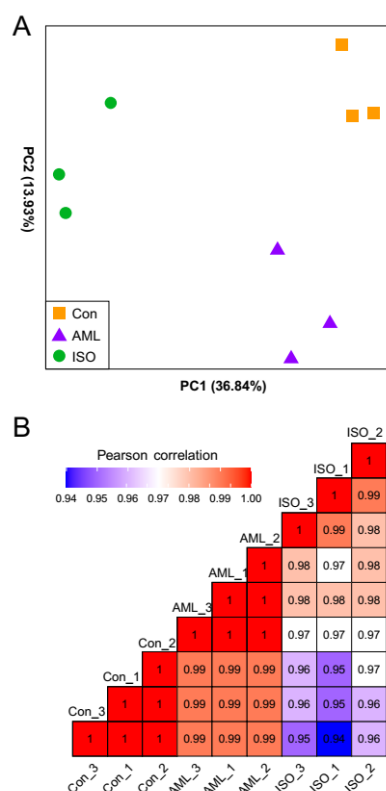 A
PC2 (13.93%)
Con
AML
ISO
PC1 (36.84%)
B
Pearson correlation
0.94 0.95 0.96 0.97 0.98 0.99 1.00
ISO_2
1
ISO_1
1 0.99
ISO_3
1 0.99 0.98
AML_2
1 0.98 0.97 0.98
AML_1
1 1 0.98 0.98 0.98
AML_3
1 1 1 0.97 0.97 0.97
Con_2
1 0.99 0.99 0.99 0.96 0.95 0.97
Con_1
1 1 0.99 0.99 0.99 0.96 0.95 0.96
Con_3
1 1 1 0.99 0.99 0.99 0.95 0.94 0.96
Con_3 Con_1 Con_2 AML_3 AML_1 AML_2 ISO_3 ISO_1 ISO_2